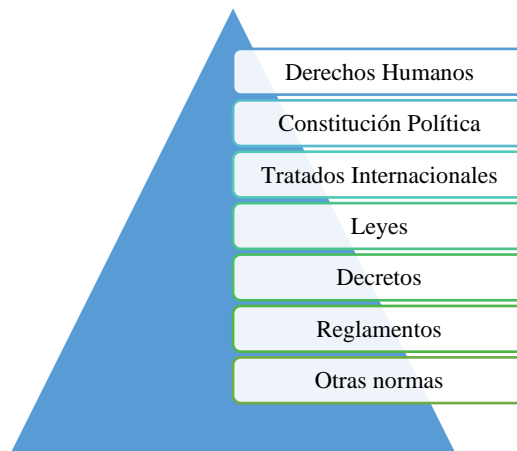 Derechos Humanos
Constitución Política
Tratados Internacionales
Leyes
Decretos
Reglamentos
Otras normas